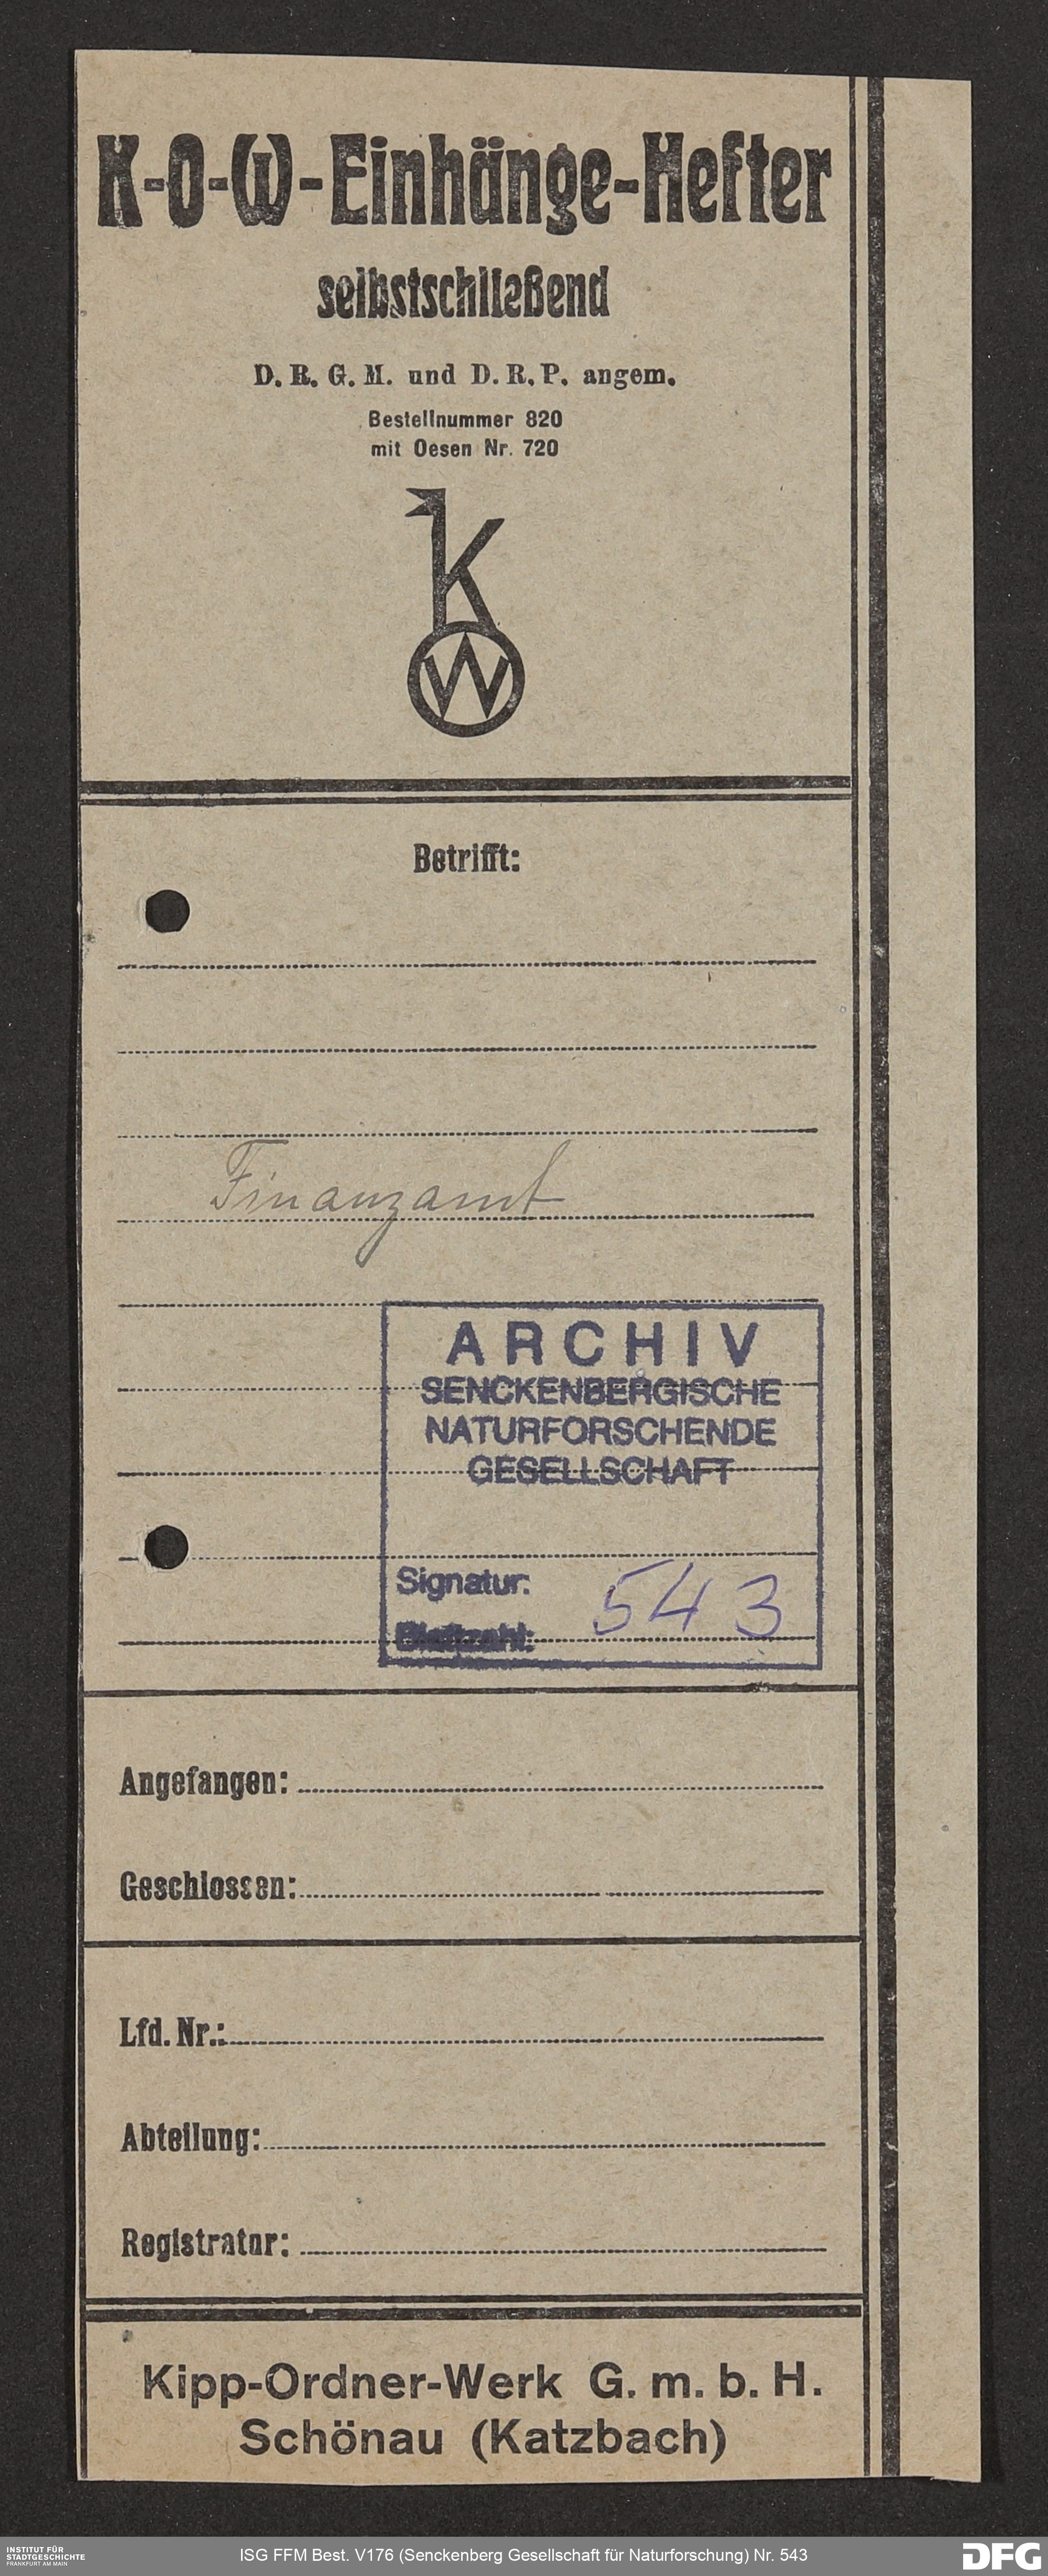 K-O-W-Einhänge-Hefter
selbstschließend
D. R. G. M. und D. R. P. angem.
Bestellnummer 820
mit Oesen Nr. 720
K
W
Betrifft:
Finanzamt
ARCHIV
SENCKENBERGISCHE
NATURFORSCHENDE
GESELLSCHAFT
Signatur: 543
Blattzahl:
Angefangen:
Geschlossen:
Lfd. Nr.:
Abteilung:
Registratur:
Kipp-Ordner-Werk G. m. b. H.
Schönau (Katzbach)
INSTITUT FÜR
STADTGESCHICHTE
FRANKFURT AM MAIN
ISG FFM Best. V176 (Senckenberg Gesellschaft für Naturforschung) Nr. 543
DFG